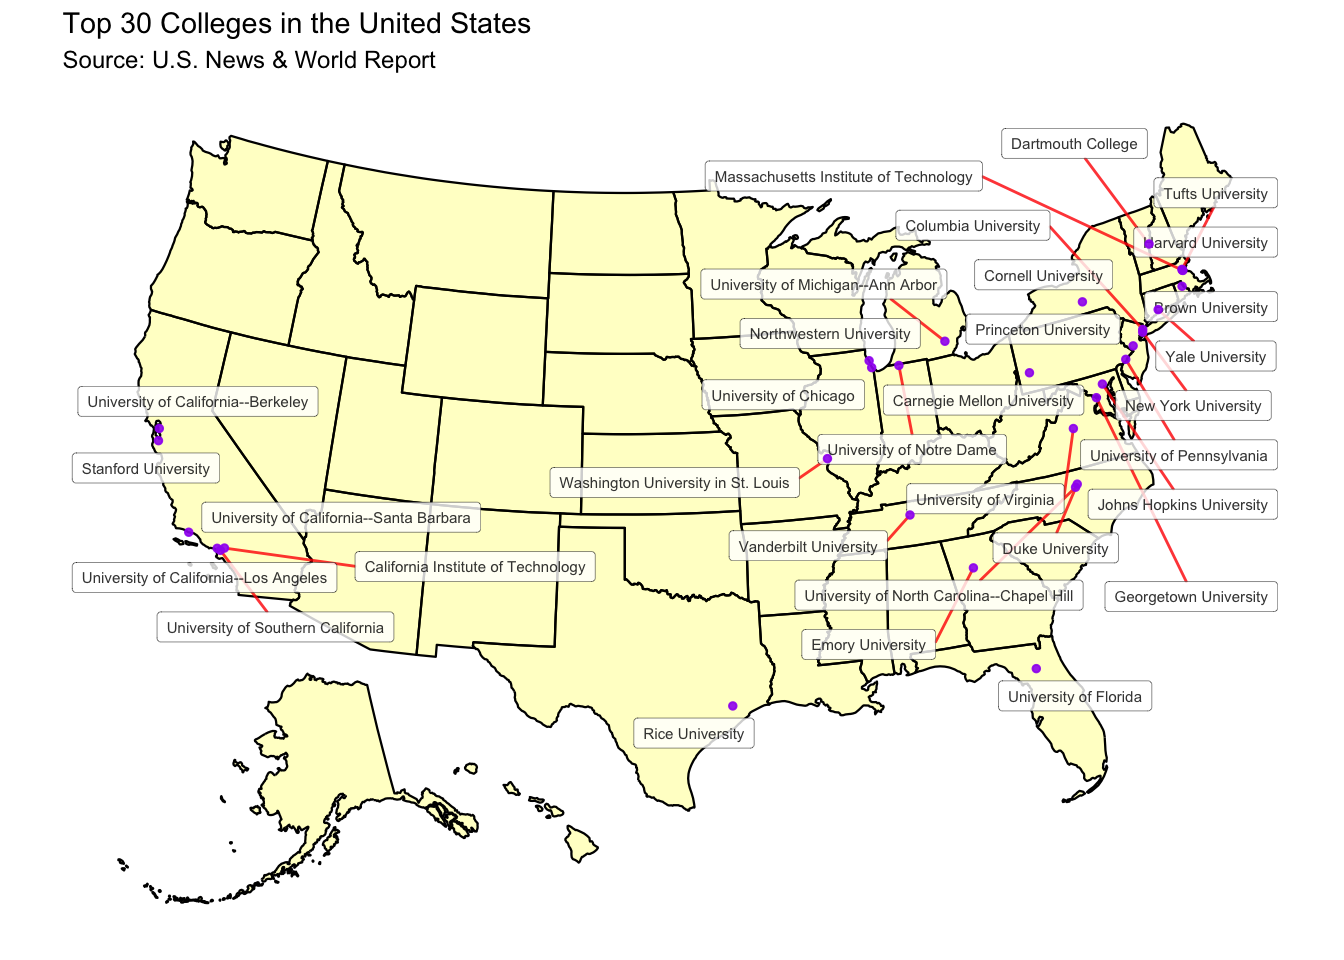 Top 30 Colleges in the United States
Source: U.S. News & World Report
Dartmouth College
Massachusetts Institute of Technology
Tufts University
Columbia University
Harvard University
Cornell University
University of Michigan--Ann Arbor
Brown University
Princeton University
Northwestern University
Yale University
University of Chicago
Carnegie Mellon University
University of California--Berkeley
New York University
University of Notre Dame
University of Pennsylvania
Stanford University
Washington University in St. Louis
University of Virginia
Johns Hopkins University
University of California--Santa Barbara
Vanderbilt University
Duke University
California Institute of Technology
University of California--Los Angeles
University of North Carolina--Chapel Hill
Georgetown University
University of Southern California
Emory University
University of Florida
Rice University